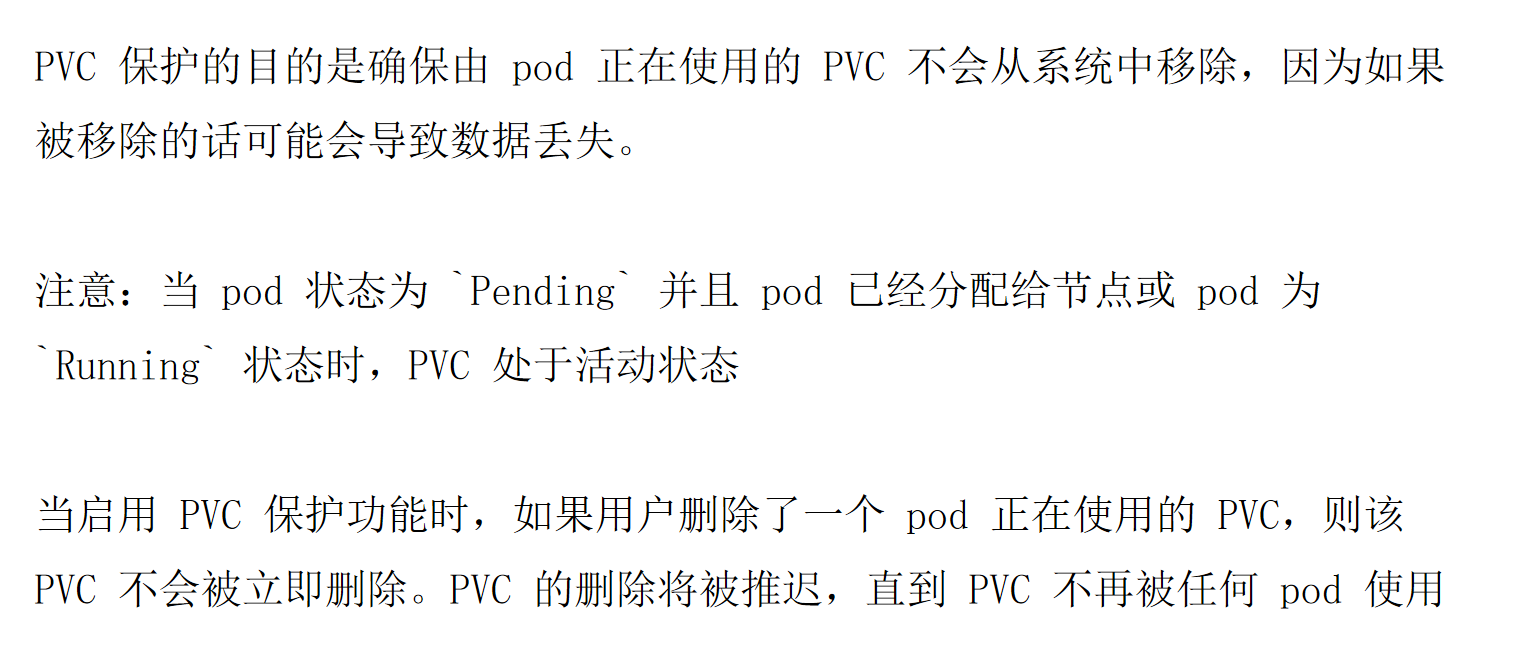 PVC 保护的目的是确保由 pod 正在使用的 PVC 不会从系统中移除，因为如果
被移除的话可能会导致数据丢失。
注意：当 pod 状态为 `Pending` 并且 pod 已经分配给节点或 pod 为
`Running` 状态时，PVC 处于活动状态
当启用 PVC 保护功能时，如果用户删除了一个 pod 正在使用的 PVC，则该
PVC 不会被立即删除。PVC 的删除将被推迟，直到 PVC 不再被任何 pod 使用